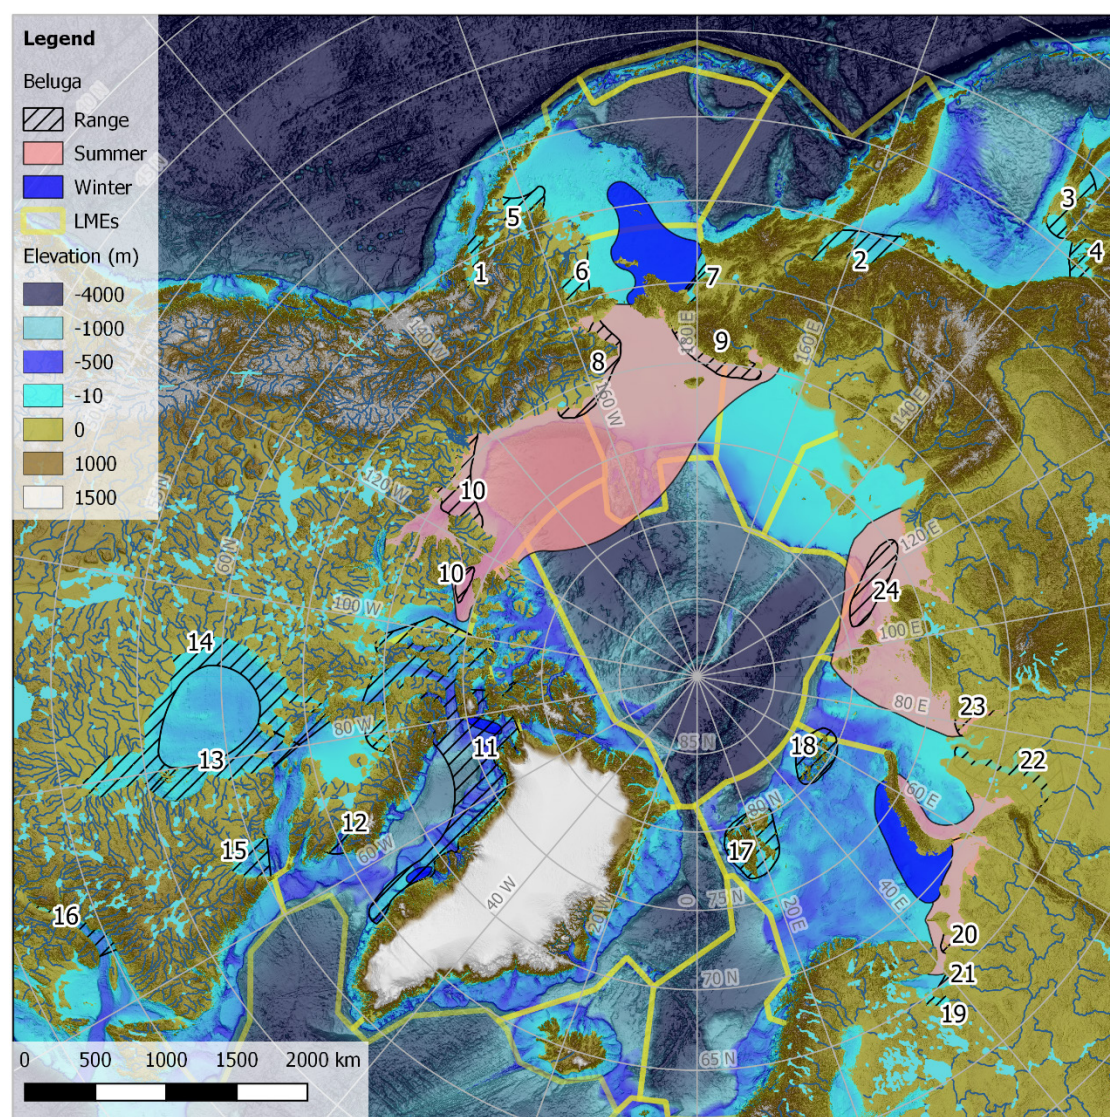 Legend
Beluga
Range
Summer
Winter
LMEs
Elevation (m)
-4000
-1000
-500
-10
0
1000
1500
5
1
6
7
2
3
4
8
9
180 E
160 E
140 W
160 W
140 E
120 W
10
10
120 E
24
100 E
100 W
60 W
14
80 W
13
11
80 E
23
85 N
18
22
60 E
12
60 W
80 N
15
17
40 W
0
75 N
20 W
20 E
40 E
16
20
70 N
21
19
65 N
0 500 1000 1500 2000 km